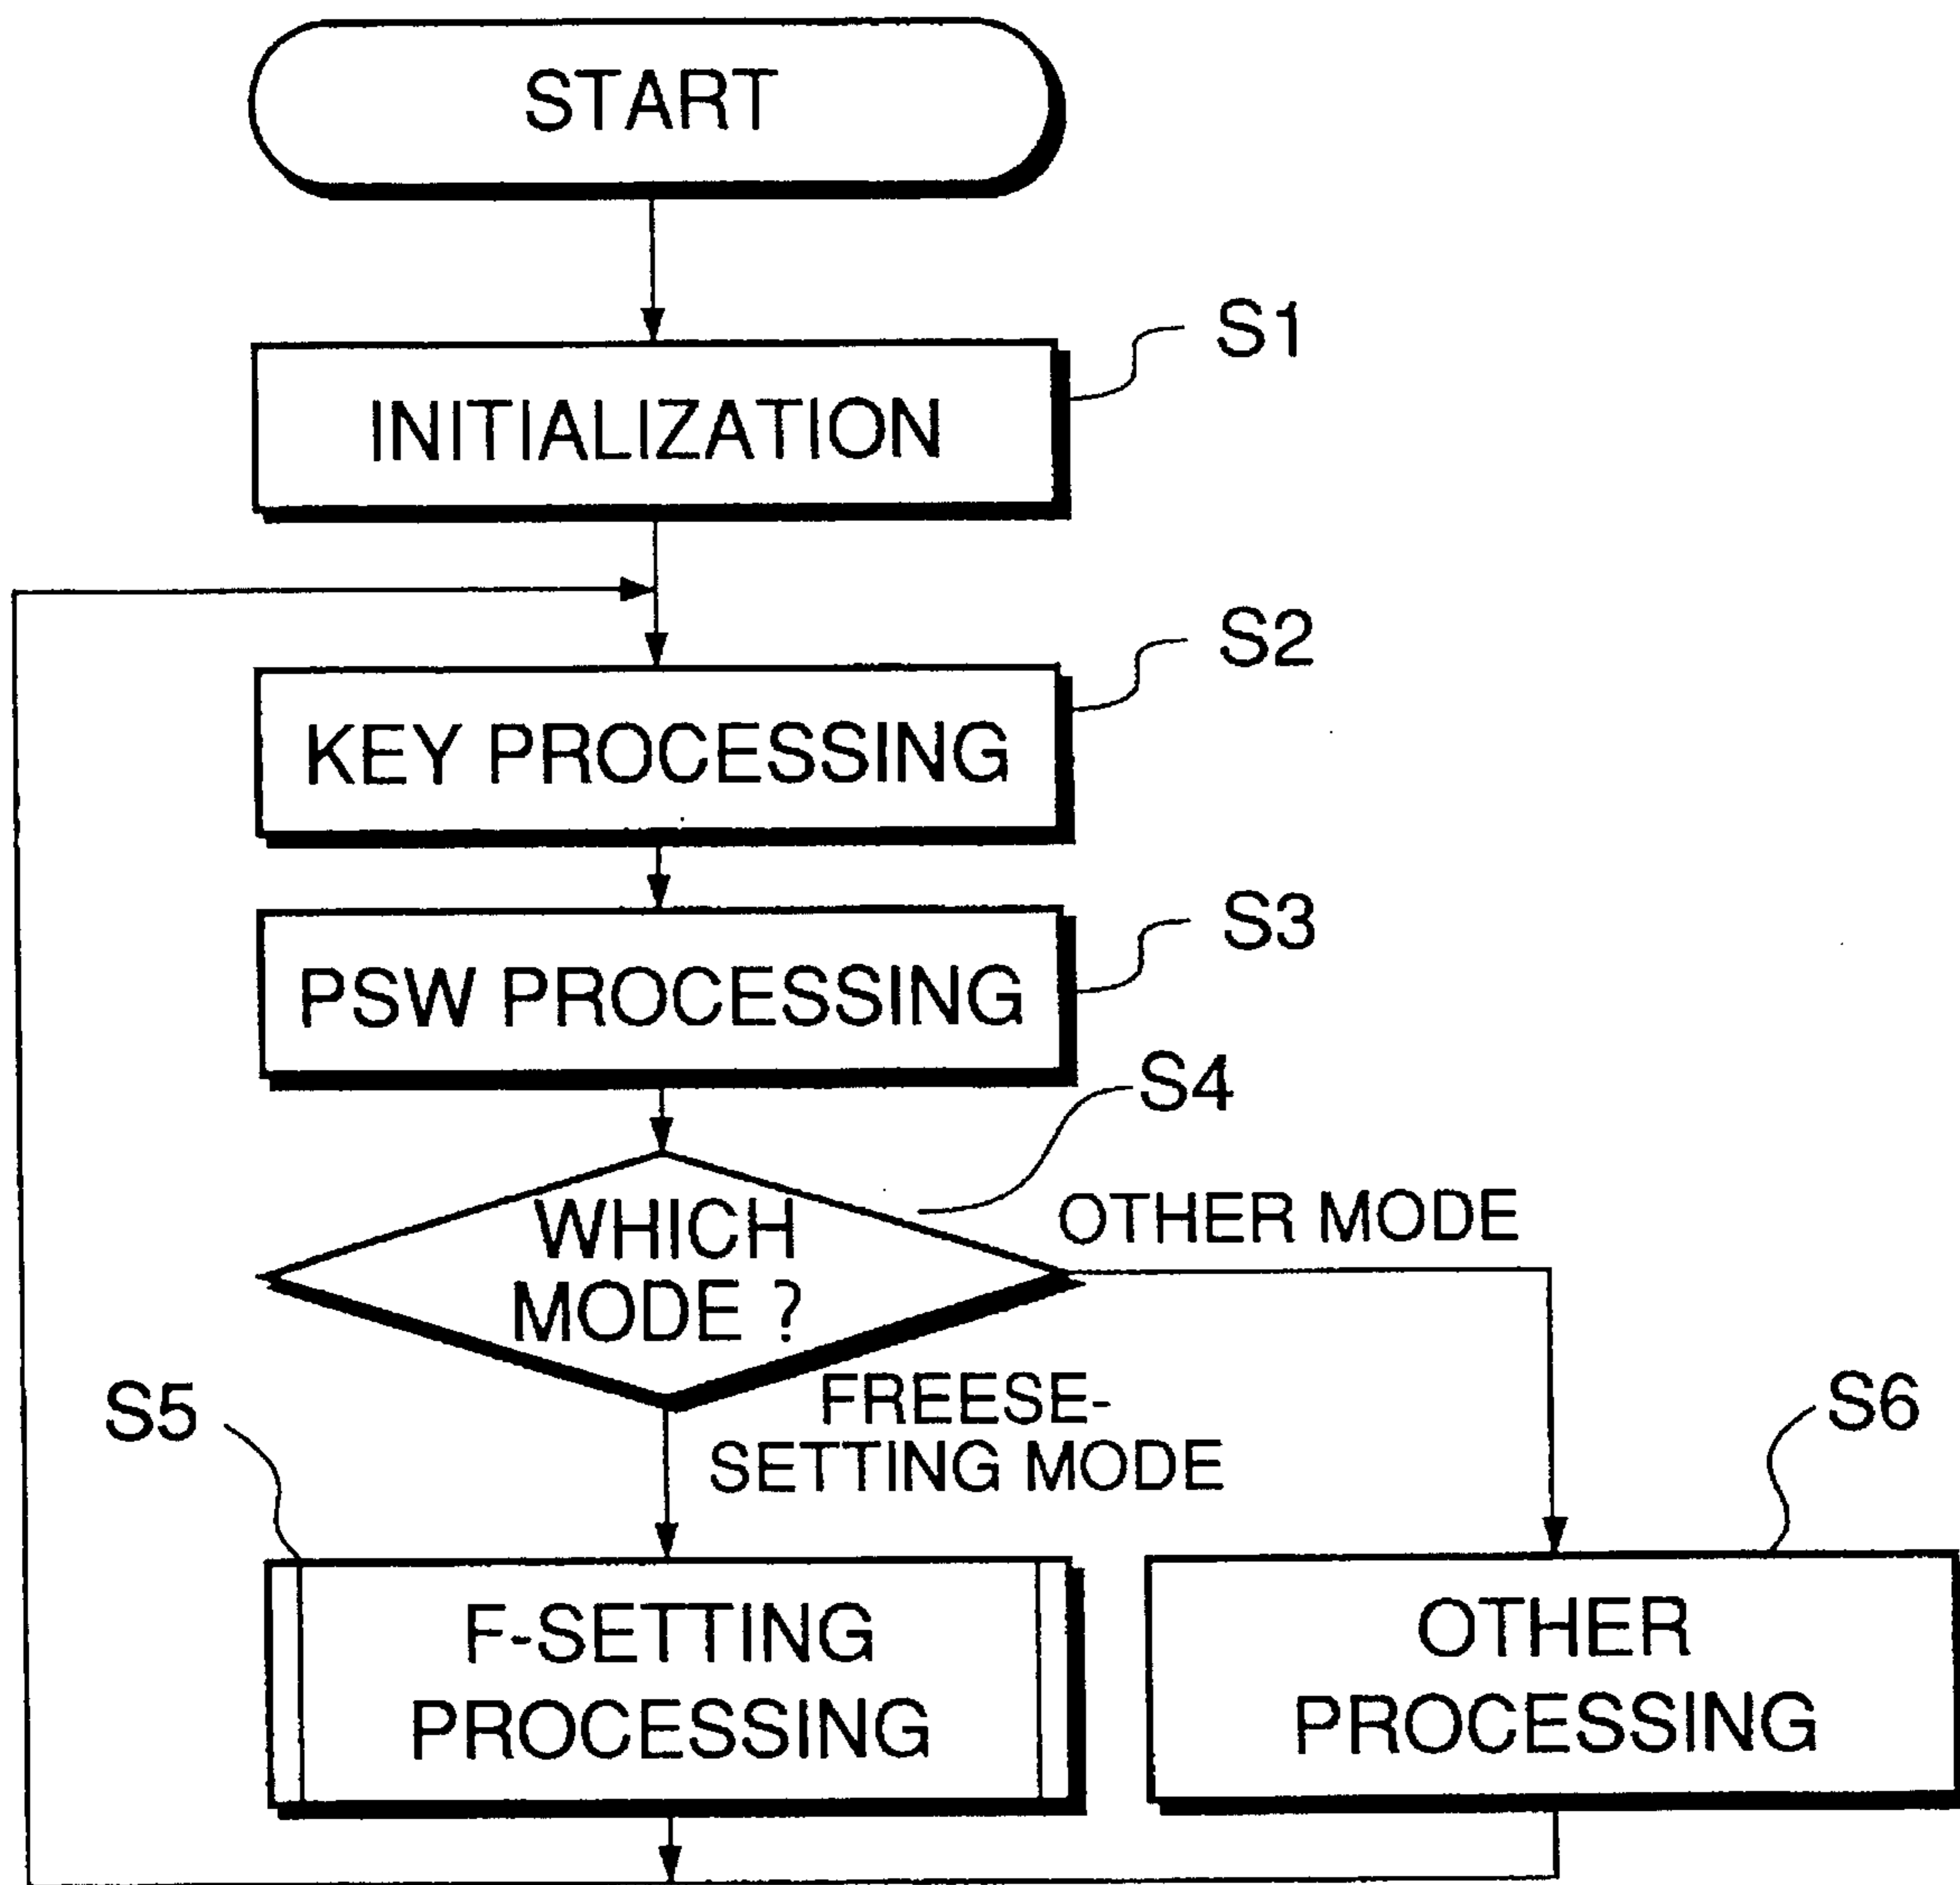 START
S1
INITIALIZATION
S2
KEY PROCESSING
S3
PSW PROCESSING
S4
WHICH
MODE ?
OTHER MODE
FREESE-
SETTING MODE
S5
S6
F-SETTING
PROCESSING
OTHER
PROCESSING